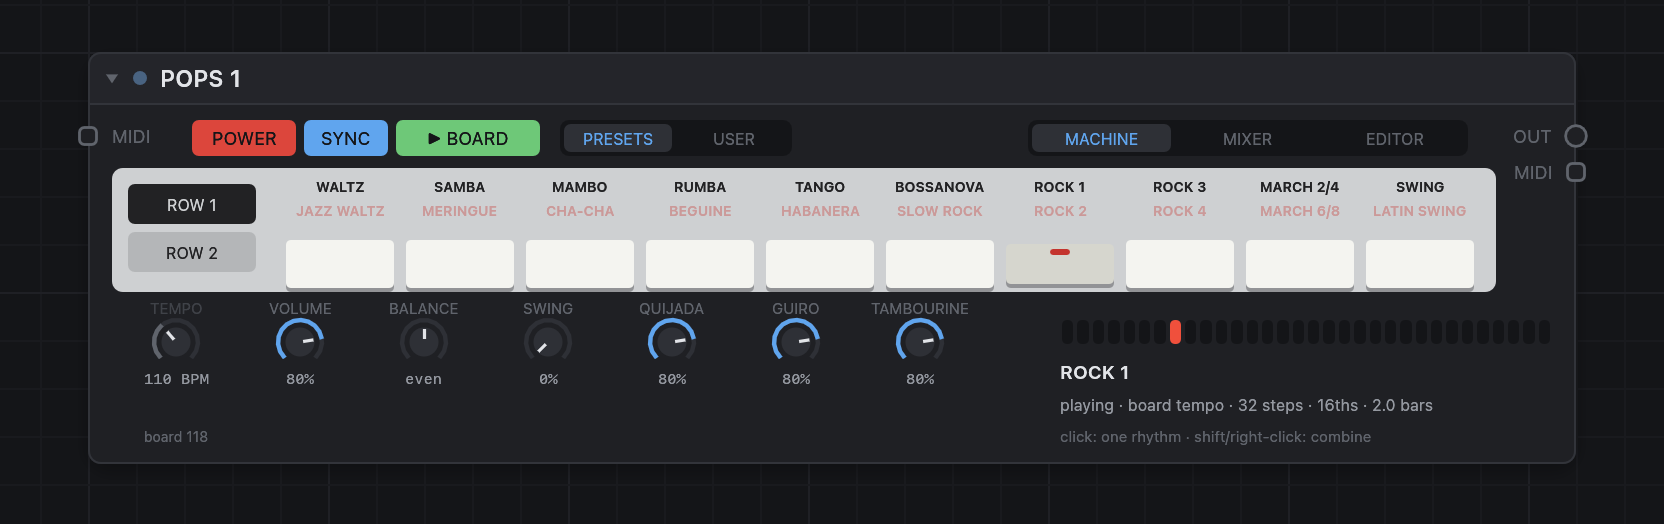 POPS 1
MIDI POWER SYNC BOARD PRESETS USER MACHINE MIXER EDITOR OUT
MIDI
ROW 1 WALTZ SAMBA MAMBO RUMBA TANGO BOSSANOVA ROCK 1 ROCK 3 MARCH 2/4 SWING
JAZZ WALTZ MERINGUE CHA-CHA BEGUINE HABANERA SLOW ROCK ROCK 2 ROCK 4 MARCH 6/8 LATIN SWING
ROW 2
TEMPO VOLUME BALANCE SWING QUIJADA GUIRO TAMBOURINE
110 BPM 80% even 0% 80% 80% 80%
ROCK 1
playing · board tempo · 32 steps · 16ths · 2.0 bars
board 118
click: one rhythm · shift/right-click: combine